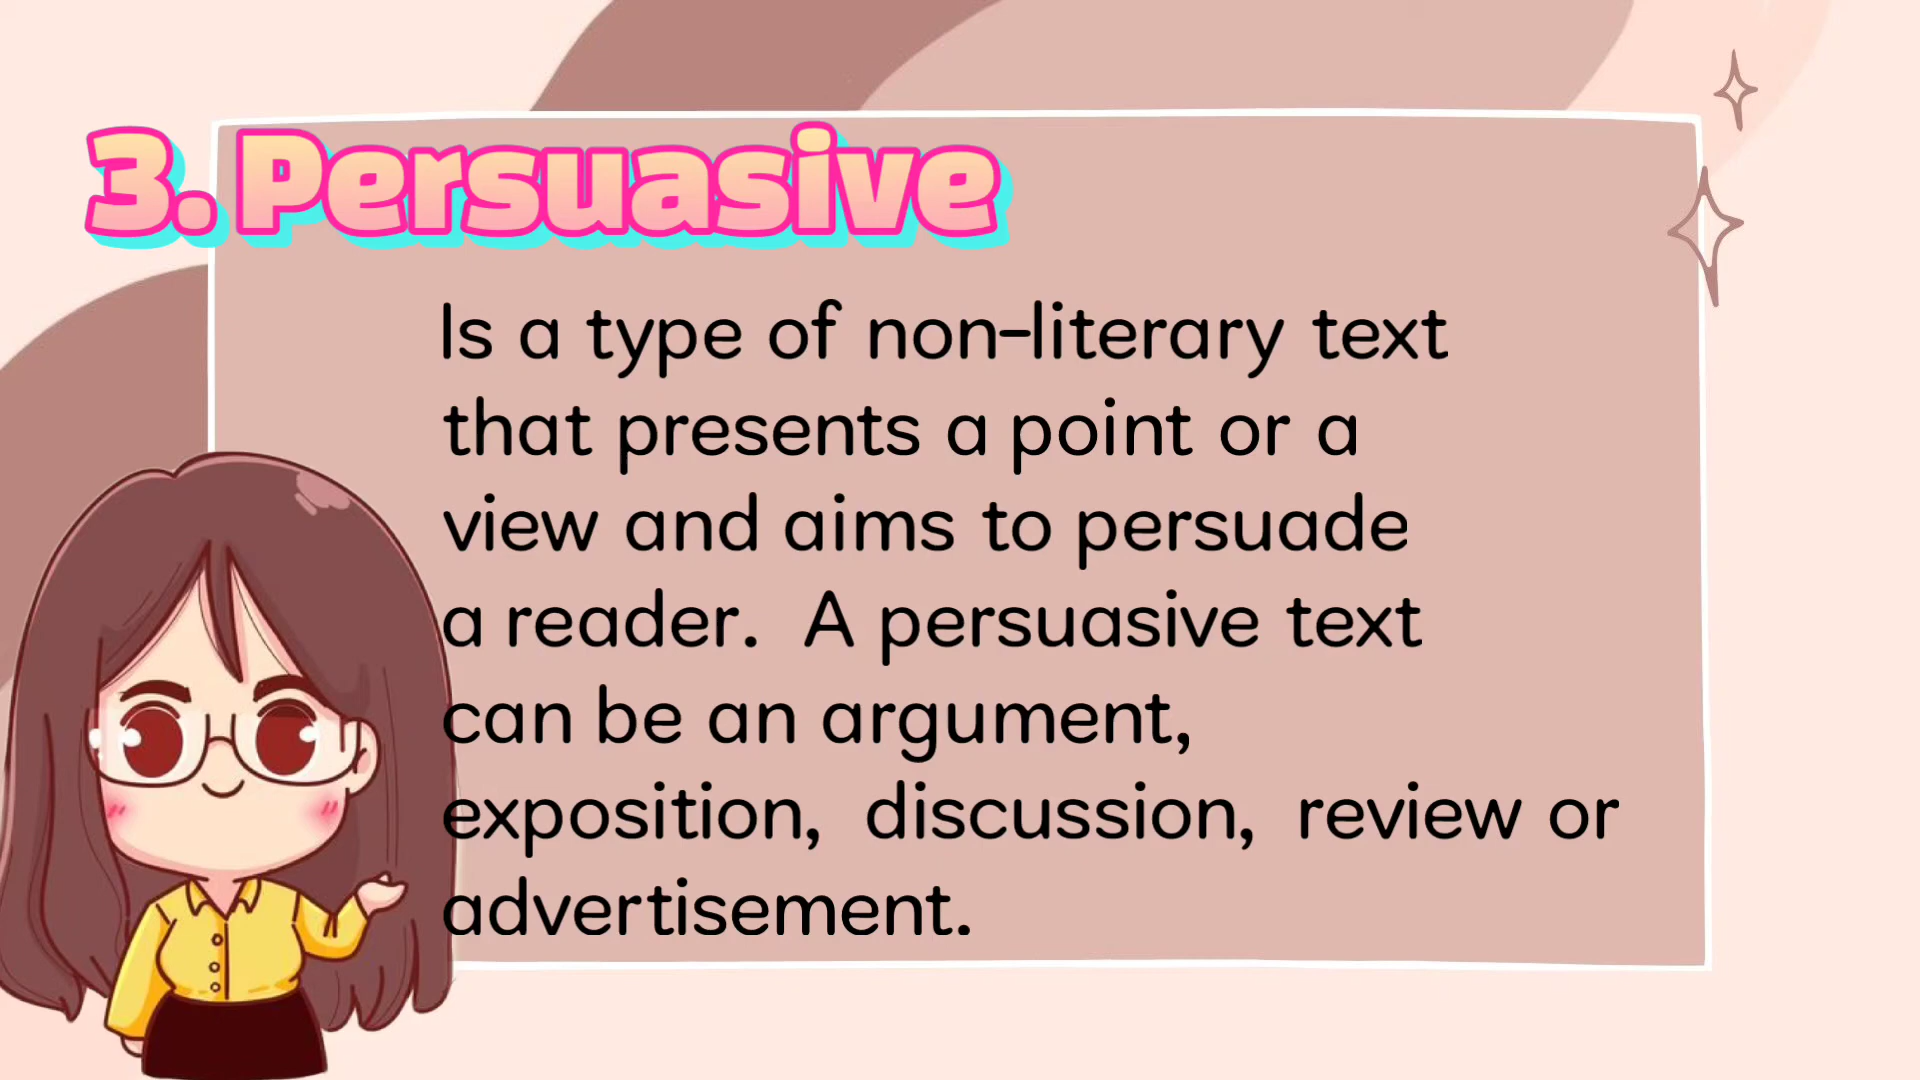 3. Persuasive
Is a type of non-literary text
that presents a point or a
view and aims to persuade
a reader. A persuasive text
can be an argument,
exposition, discussion, review or
advertisement.